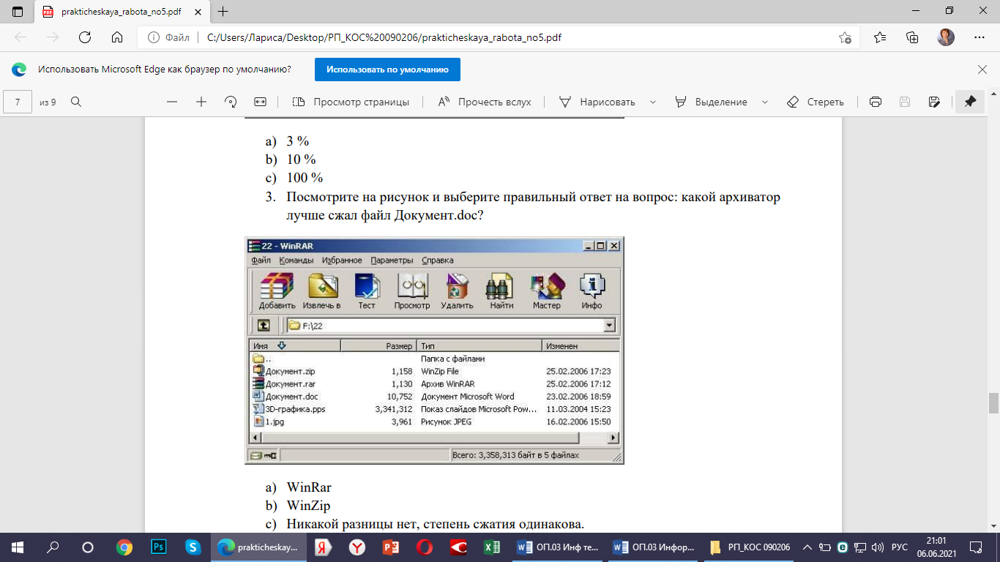 prakticheskaya_rabota_no5.pdf
Файл C:/Users/Лариса/Desktop/РП_КОС%20090206/prakticheskaya_rabota_no5.pdf
Использовать Microsoft Edge как браузер по умолчанию? Использовать по умолчанию
7 из 9 Просмотр страницы Прочесть вслух Нарисовать Выделение Стереть
a) 3 %
b) 10 %
c) 100 %
3. Посмотрите на рисунок и выберите правильный ответ на вопрос: какой архиватор
лучше сжал файл Документ.doc?
22 - WinRAR
Файл Команды Избранное Параметры Справка
Добавить Извлечь в Тест Просмотр Удалить Найти Мастер Инфо
F:\22
Имя Размер Тип Изменен
.. Папка с файлами
Документ.zip 1,158 WinZip File 25.02.2006 17:23
Документ.rar 1,130 Архив WinRAR 25.02.2006 17:12
Документ.doc 10,752 Документ Microsoft Word 23.02.2006 18:59
3D-графика.pps 3,341,312 Показ слайдов Microsoft Pow... 11.03.2004 15:23
1.jpg 3,961 Рисунок JPEG 16.02.2006 15:50
Всего: 3,358,313 байт в 5 файлах
a) WinRar
b) WinZip
c) Никакой разницы нет, степень сжатия одинакова.
prakticheskay... ОП.03 Инф те... ОП.03 Инфор... РП_КОС 090206 РУС 21:01
06.06.2021